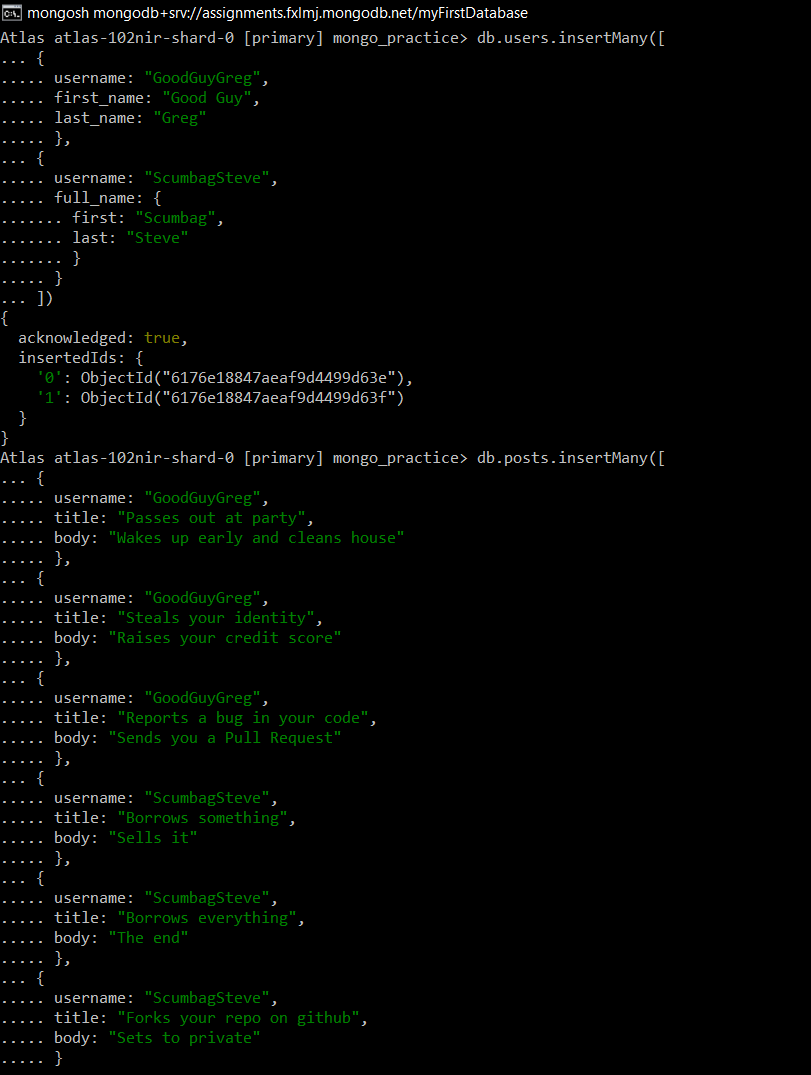 mongosh mongodb+srv://assignments.fxlmj.mongodb.net/myFirstDatabase
Atlas atlas-102nir-shard-0 [primary] mongo_practice> db.users.insertMany([
... {
..... username: "GoodGuyGreg",
..... first_name: "Good Guy",
..... last_name: "Greg"
..... },
... {
..... username: "ScumbagSteve",
..... full_name: {
....... first: "Scumbag",
....... last: "Steve"
....... }
..... }
... ])
{
  acknowledged: true,
  insertedIds: {
    '0': ObjectId("6176e18847aeaf9d4499d63e"),
    '1': ObjectId("6176e18847aeaf9d4499d63f")
  }
}
Atlas atlas-102nir-shard-0 [primary] mongo_practice> db.posts.insertMany([
... {
..... username: "GoodGuyGreg",
..... title: "Passes out at party",
..... body: "Wakes up early and cleans house"
..... },
... {
..... username: "GoodGuyGreg",
..... title: "Steals your identity",
..... body: "Raises your credit score"
..... },
... {
..... username: "GoodGuyGreg",
..... title: "Reports a bug in your code",
..... body: "Sends you a Pull Request"
..... },
... {
..... username: "ScumbagSteve",
..... title: "Borrows something",
..... body: "Sells it"
..... },
... {
..... username: "ScumbagSteve",
..... title: "Borrows everything",
..... body: "The end"
..... },
... {
..... username: "ScumbagSteve",
..... title: "Forks your repo on github",
..... body: "Sets to private"
..... }